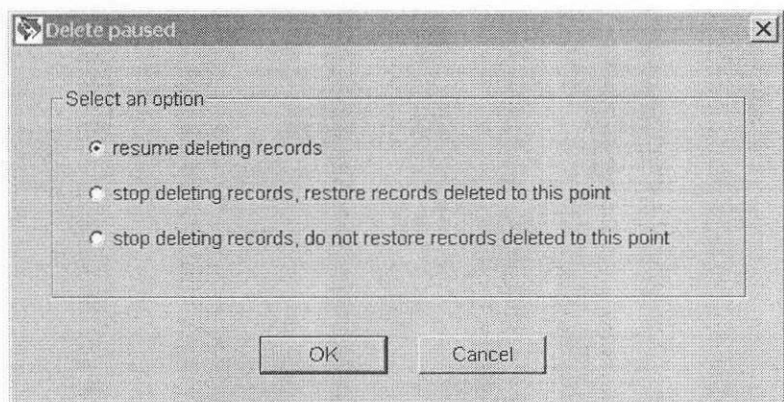 Delete paused
Select an option
resume deleting records
stop deleting records, restore records deleted to this point
stop deleting records, do not restore records deleted to this point
OK Cancel